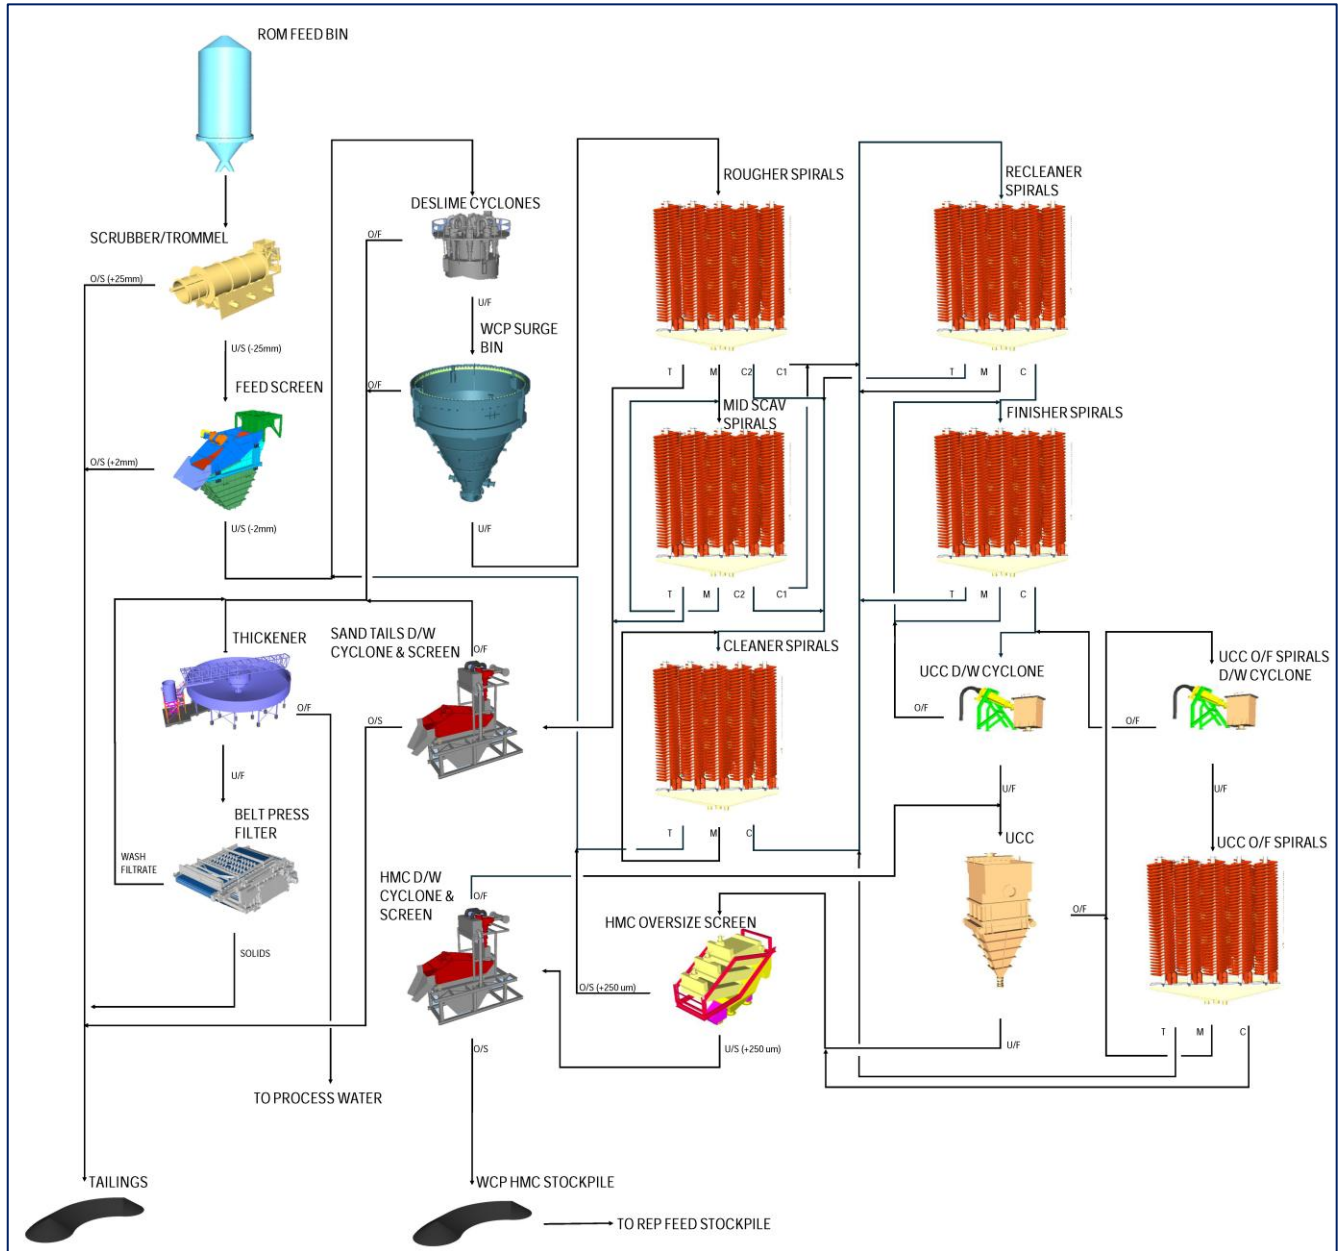 ROM FEED BIN
SCRUBBER/TROMMEL
O/S (+25mm)
U/S (-25mm)
FEED SCREEN
O/S (+2mm)
U/S (-2mm)
THICKENER
O/F
U/F
BELT PRESS
FILTER
WASH
FILTRATE
SOLIDS
TO PROCESS WATER
TAILINGS
DESLIME CYCLONES
O/F
U/F
WCP SURGE
BIN
O/F
U/F
SAND TAILS D/W
CYCLONE & SCREEN
O/F
O/S
HMC D/W
CYCLONE &
SCREEN
O/F
O/S
WCP HMC STOCKPILE
TO REP FEED STOCKPILE
ROUGHER SPIRALS
T M C2 C1
MID SCAV
SPIRALS
T M C2 C1
CLEANER SPIRALS
T M C
HMC OVERSIZE SCREEN
O/S (+250 um)
U/S (+250 um)
RECLEANER
SPIRALS
T M C
FINISHER SPIRALS
T M C
UCC D/W CYCLONE
O/F
U/F
UCC
O/F
U/F
UCC O/F SPIRALS
D/W CYCLONE
O/F
U/F
UCC O/F SPIRALS
T M C